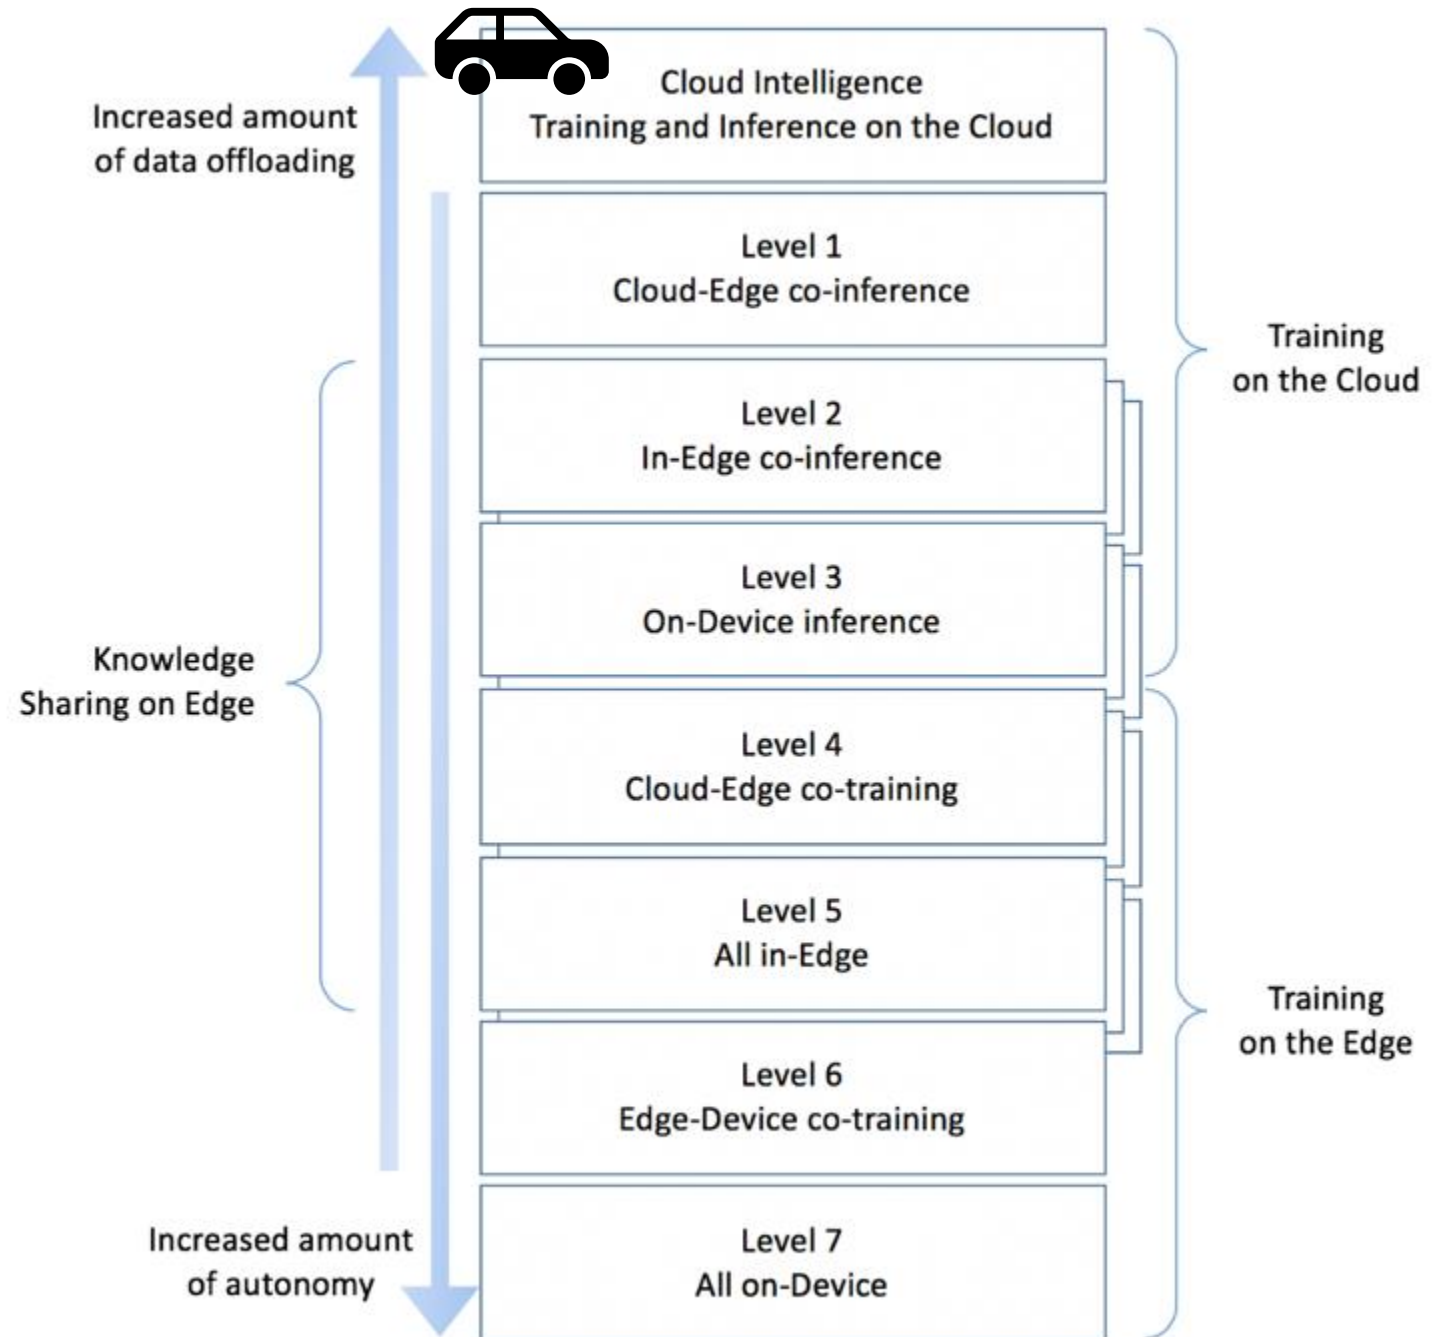 Increased amount
of data offloading
Cloud Intelligence
Training and Inference on the Cloud
Level 1
Cloud-Edge co-inference
Training
on the Cloud
Level 2
In-Edge co-inference
Level 3
On-Device inference
Knowledge
Sharing on Edge
Level 4
Cloud-Edge co-training
Level 5
All in-Edge
Training
on the Edge
Level 6
Edge-Device co-training
Increased amount
of autonomy
Level 7
All on-Device